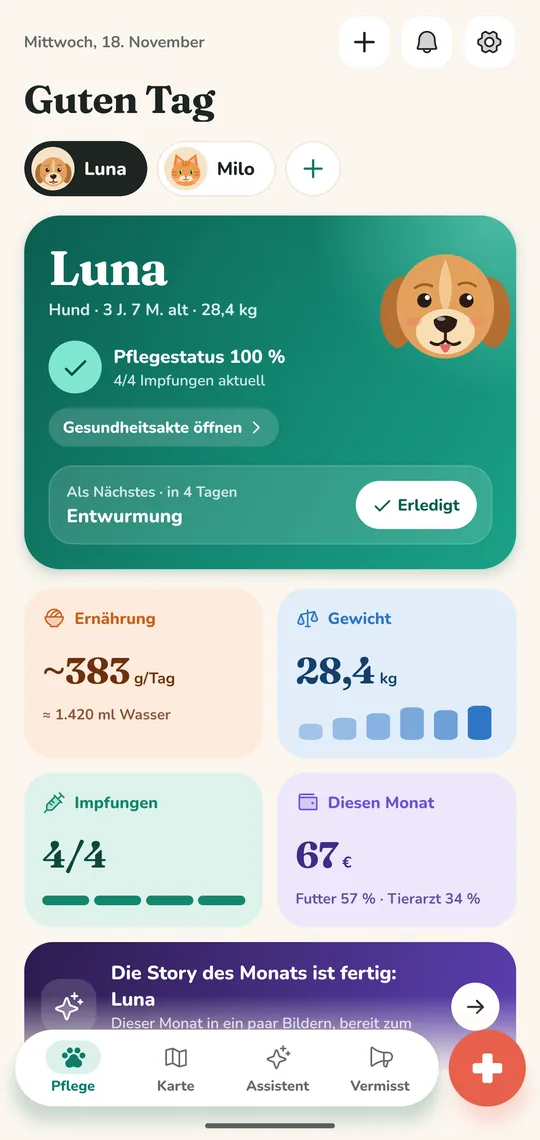 Mittwoch, 18. November
Guten Tag
Luna
Milo
Luna
Hund · 3 J. 7 M. alt · 28,4 kg
Pflegestatus 100 %
4/4 Impfungen aktuell
Gesundheitsakte öffnen
Als Nächstes · in 4 Tagen
Entwurmung
Erledigt
Ernährung
~383 g/Tag
≈ 1.420 ml Wasser
Gewicht
28,4 kg
Impfungen
4/4
Diesen Monat
67 €
Futter 57 % · Tierarzt 34 %
Die Story des Monats ist fertig:
Luna
Dieser Monat in ein paar Bildern, bereit zum
Pflege
Karte
Assistent
Vermisst